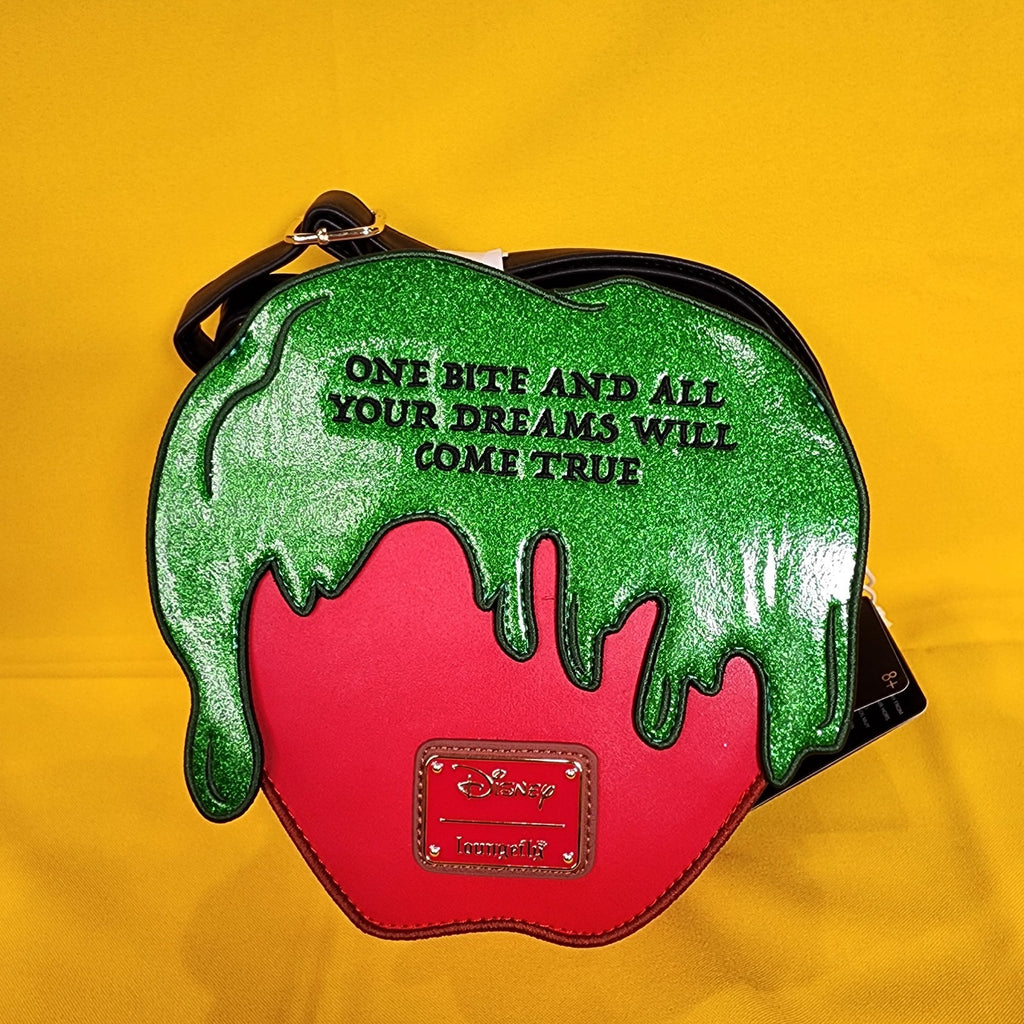 ONE BITE AND ALL
YOUR DREAMS WILL
COME TRUE
Disney
loungefly
8+